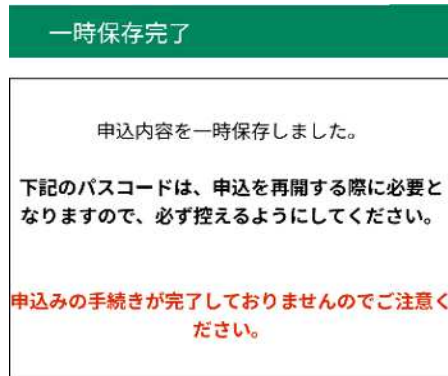 一時保存完了
申込内容を一時保存しました。
下記のパスコードは、申込を再開する際に必要と
なりますので、必ず控えるようにしてください。
申込みの手続きが完了しておりませんのでご注意く
ださい。